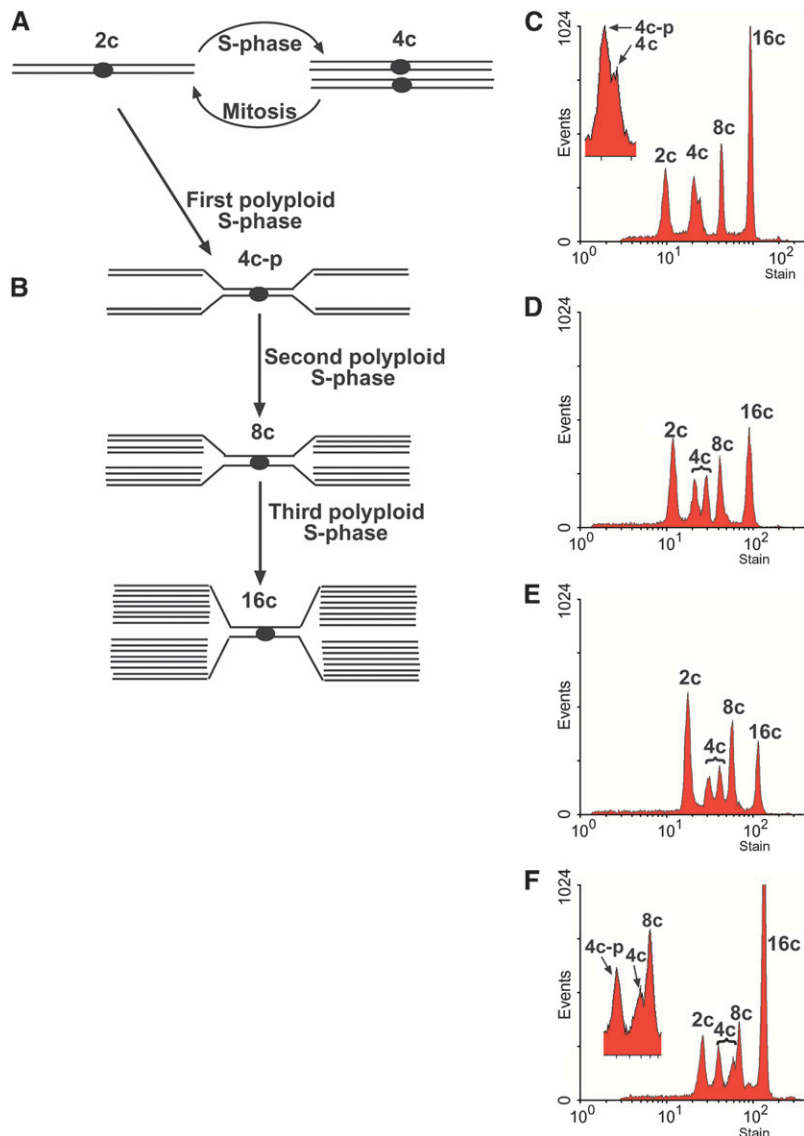 A
2c
S-phase
4c
Mitosis
First polyploid
S-phase
B
4c-p
Second polyploid
S-phase
8c
Third polyploid
S-phase
16c
C
1024
4c-p
4c
16c
Events
2c
4c
8c
0
10⁰
10¹
10²
Stain
D
1024
Events
2c
4c
8c
16c
0
10⁰
10¹
10²
Stain
E
1024
Events
2c
4c
8c
16c
0
10⁰
10¹
10²
Stain
F
1024
8c
4c-p
4c
16c
Events
2c
4c
8c
0
10⁰
10¹
10²
Stain